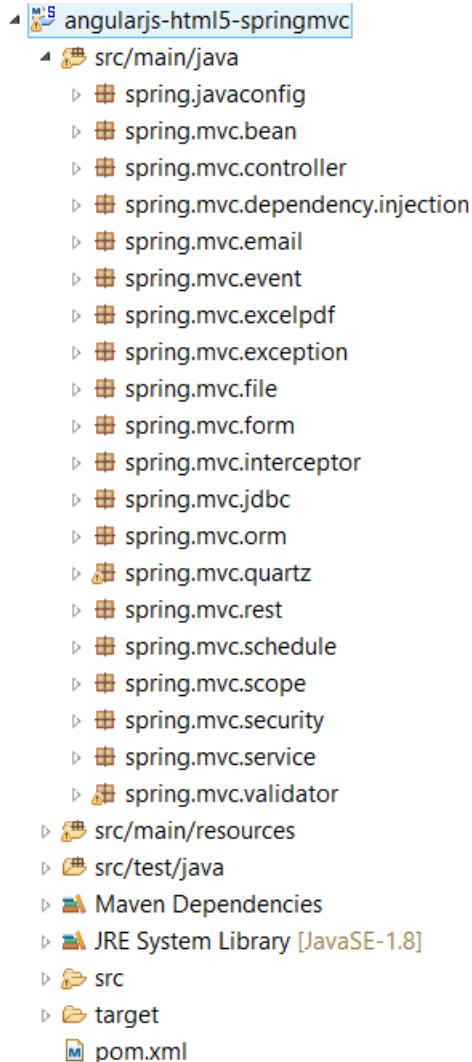 angularjs-html5-springmvc
src/main/java
spring.javaconfig
spring.mvc.bean
spring.mvc.controller
spring.mvc.dependency.injection
spring.mvc.email
spring.mvc.event
spring.mvc.excelpdf
spring.mvc.exception
spring.mvc.file
spring.mvc.form
spring.mvc.interceptor
spring.mvc.jdbc
spring.mvc.orm
spring.mvc.quartz
spring.mvc.rest
spring.mvc.schedule
spring.mvc.scope
spring.mvc.security
spring.mvc.service
spring.mvc.validator
src/main/resources
src/test/java
Maven Dependencies
JRE System Library [JavaSE-1.8]
src
target
pom.xml